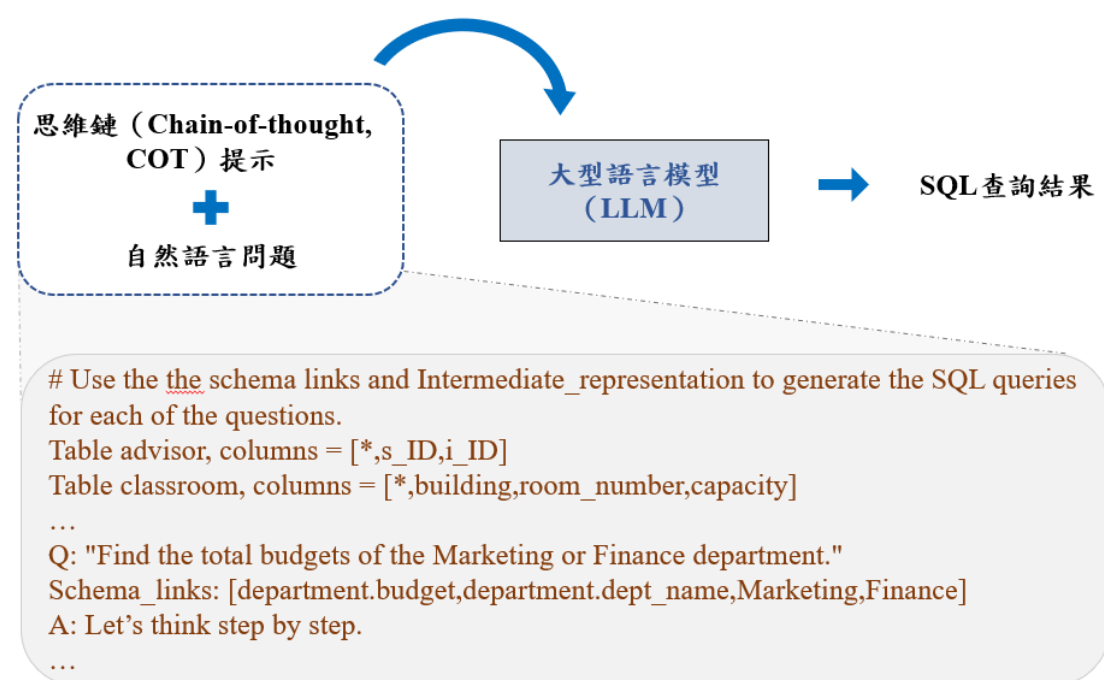 思維鏈（Chain-of-thought,
COT）提示
自然語言問題
大型語言模型
（LLM）
SQL查詢結果
# Use the the schema links and Intermediate_representation to generate the SQL queries
for each of the questions.
Table advisor, columns = [*,s_ID,i_ID]
Table classroom, columns = [*,building,room_number,capacity]
…
Q: "Find the total budgets of the Marketing or Finance department."
Schema_links: [department.budget,department.dept_name,Marketing,Finance]
A: Let’s think step by step.
…